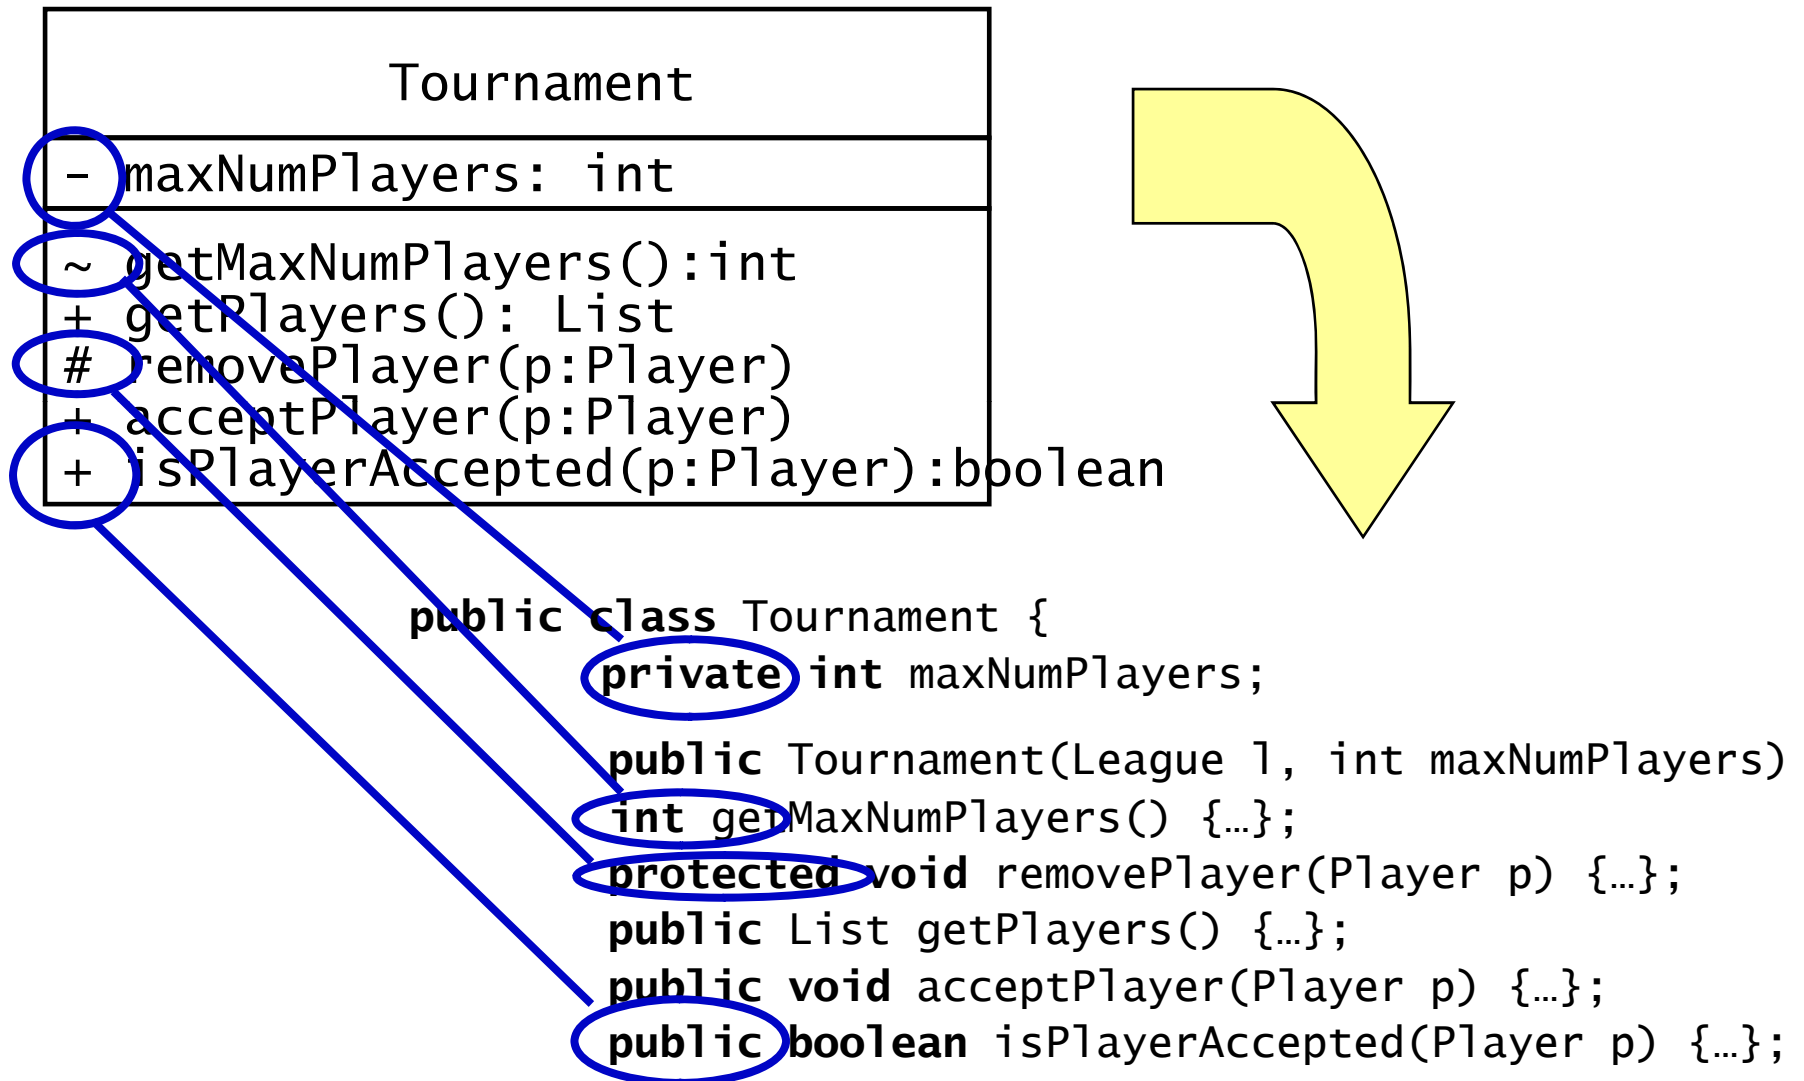 Tournament
- maxNumPlayers: int
~ getMaxNumPlayers():int
+ getPlayers(): List
# removePlayer(p:Player)
+ acceptPlayer(p:Player)
+ isPlayerAccepted(p:Player):boolean
public class Tournament {
private int maxNumPlayers;
public Tournament(League l, int maxNumPlayers)
int getMaxNumPlayers() {…};
protected void removePlayer(Player p) {…};
public List getPlayers() {…};
public void acceptPlayer(Player p) {…};
public boolean isPlayerAccepted(Player p) {…};